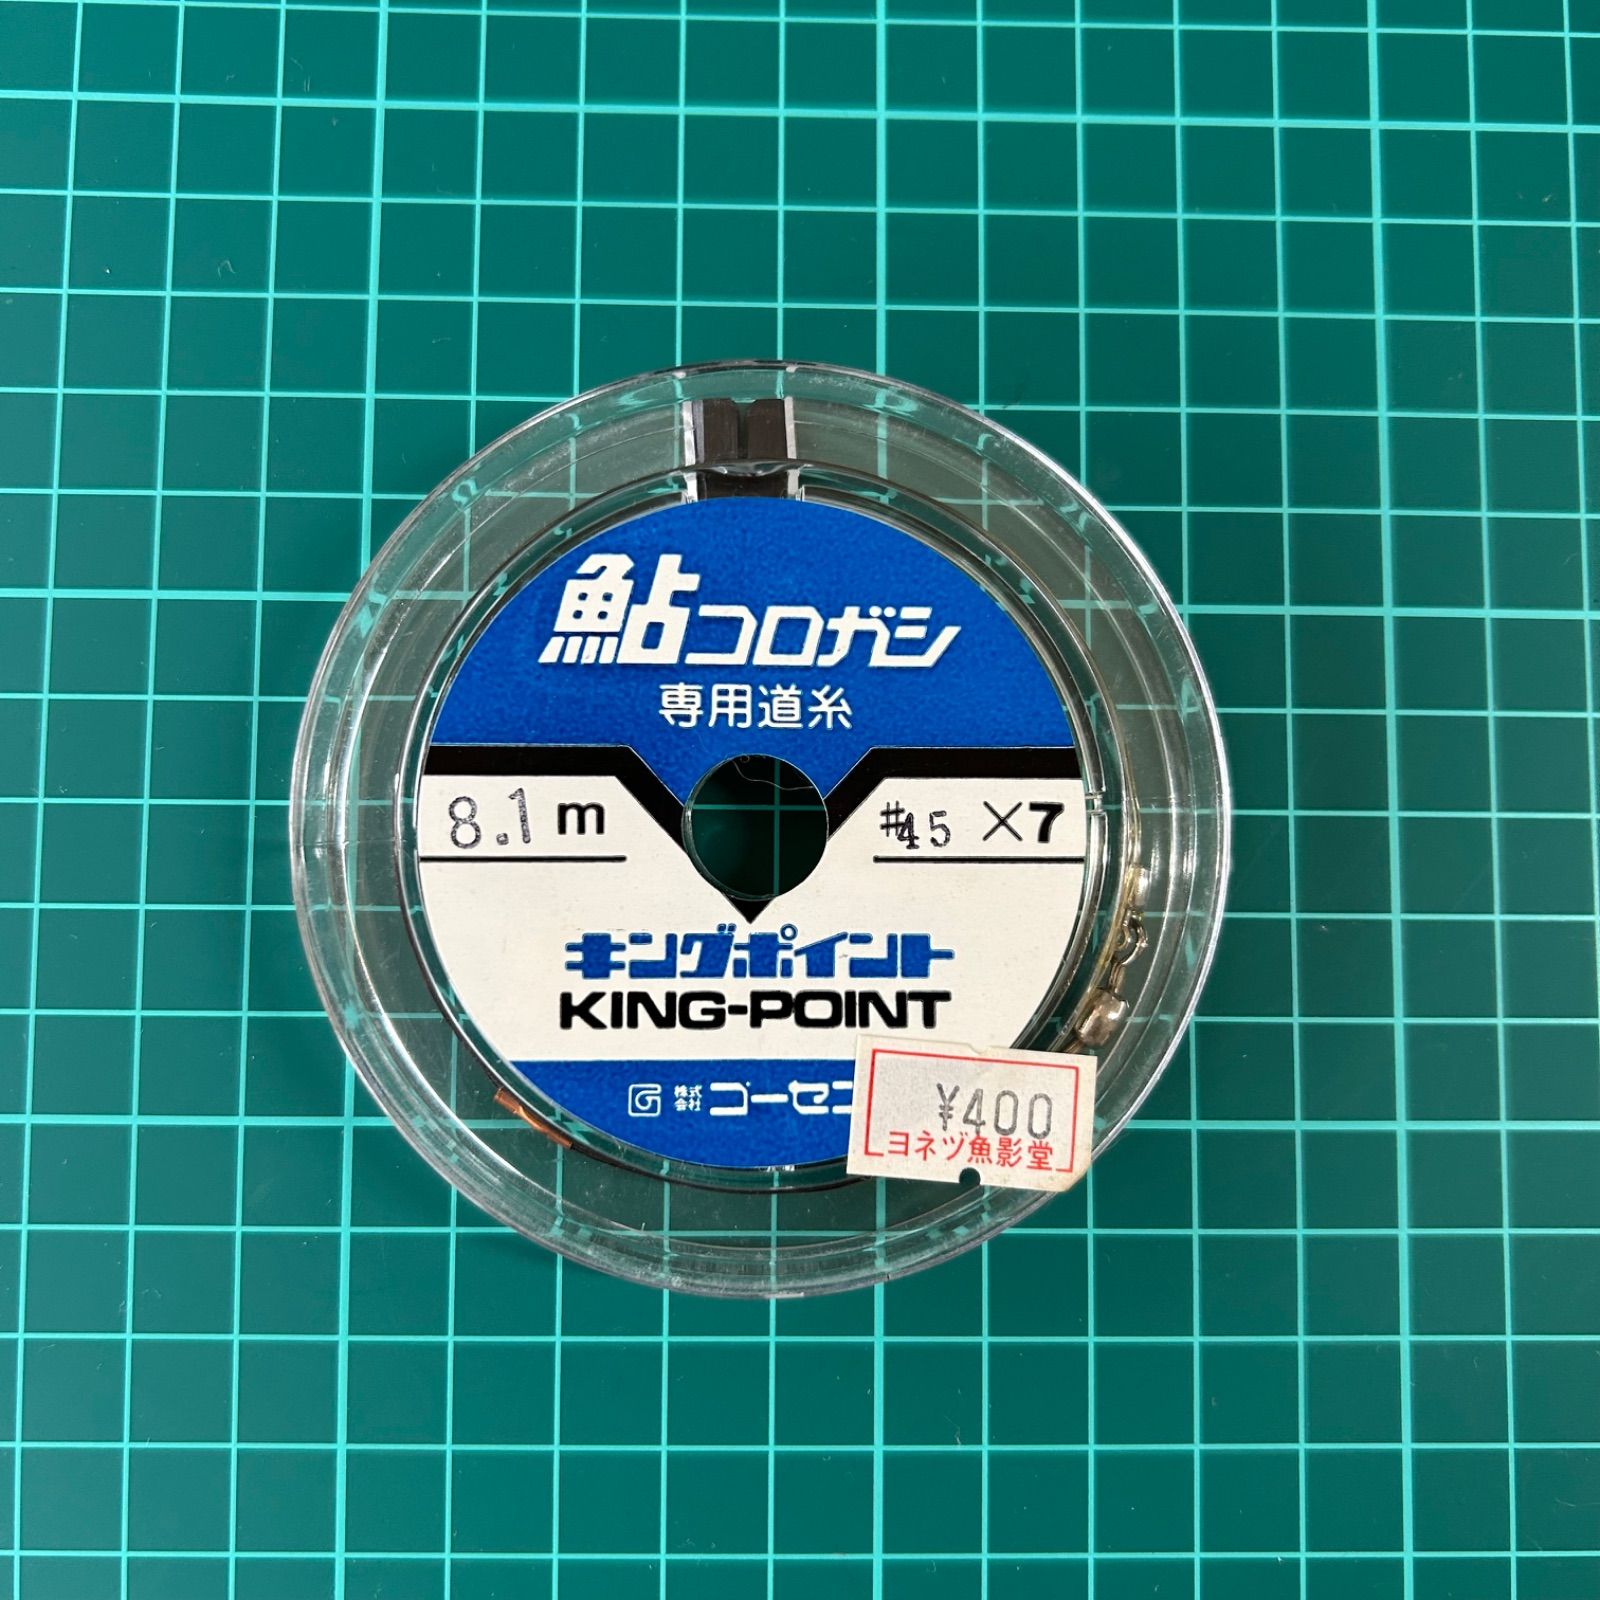 鮎コロガシ
専用道糸
8.1 m
#45 ×7
キングポイント
KING-POINT
株式会社 ゴーセン
¥400
ヨネヅ魚影堂